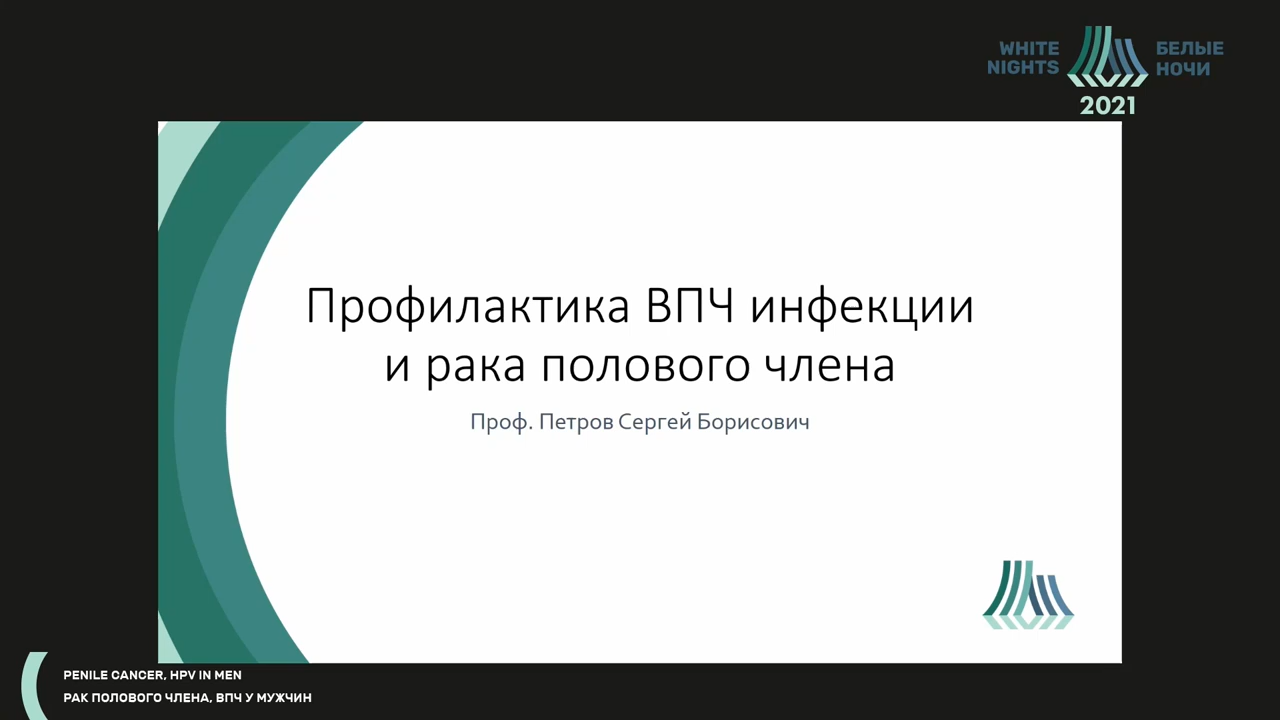 WHITE
NIGHTS
БЕЛЫЕ
НОЧИ
2021
Профилактика ВПЧ инфекции
и рака полового члена
Проф. Петров Сергей Борисович
PENILE CANCER, HPV IN MEN
РАК ПОЛОВОГО ЧЛЕНА, ВПЧ У МУЖЧИН